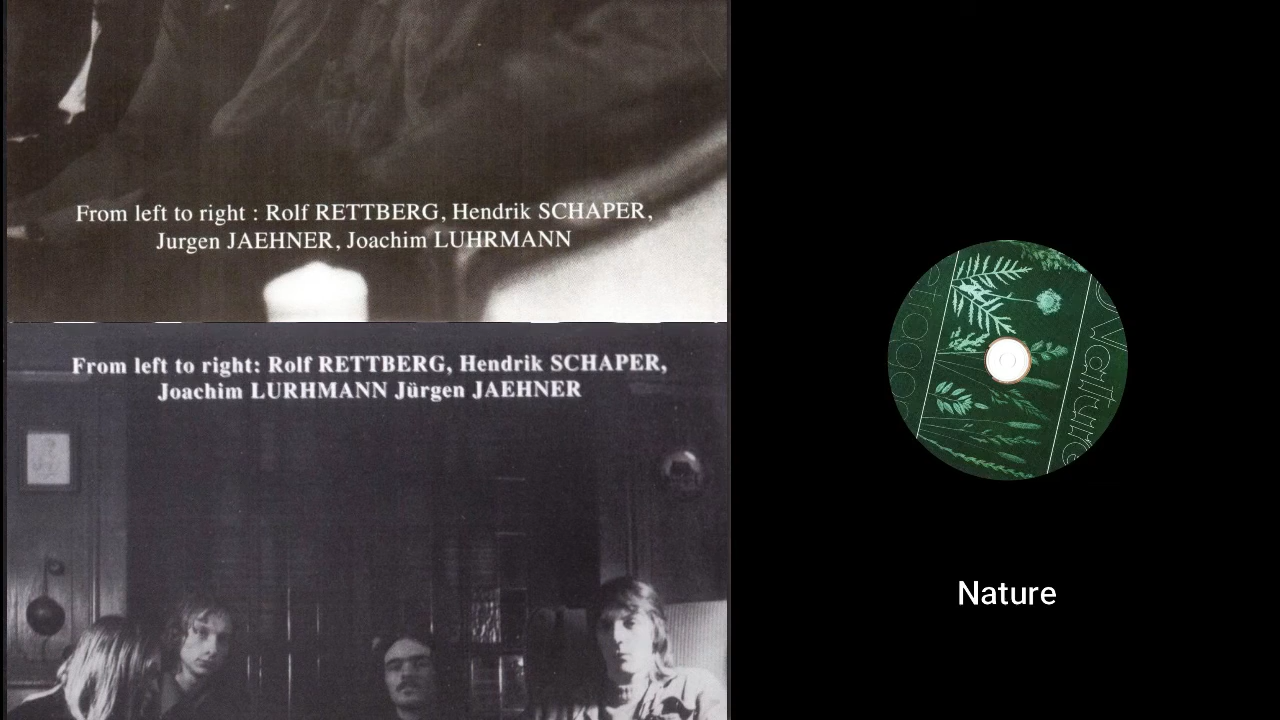 From left to right : Rolf RETTBERG, Hendrik SCHAPER,
Jurgen JAEHNER, Joachim LUHRMANN
From left to right: Rolf RETTBERG, Hendrik SCHAPER,
Joachim LURHMANN Jürgen JAEHNER
Nature
Nature